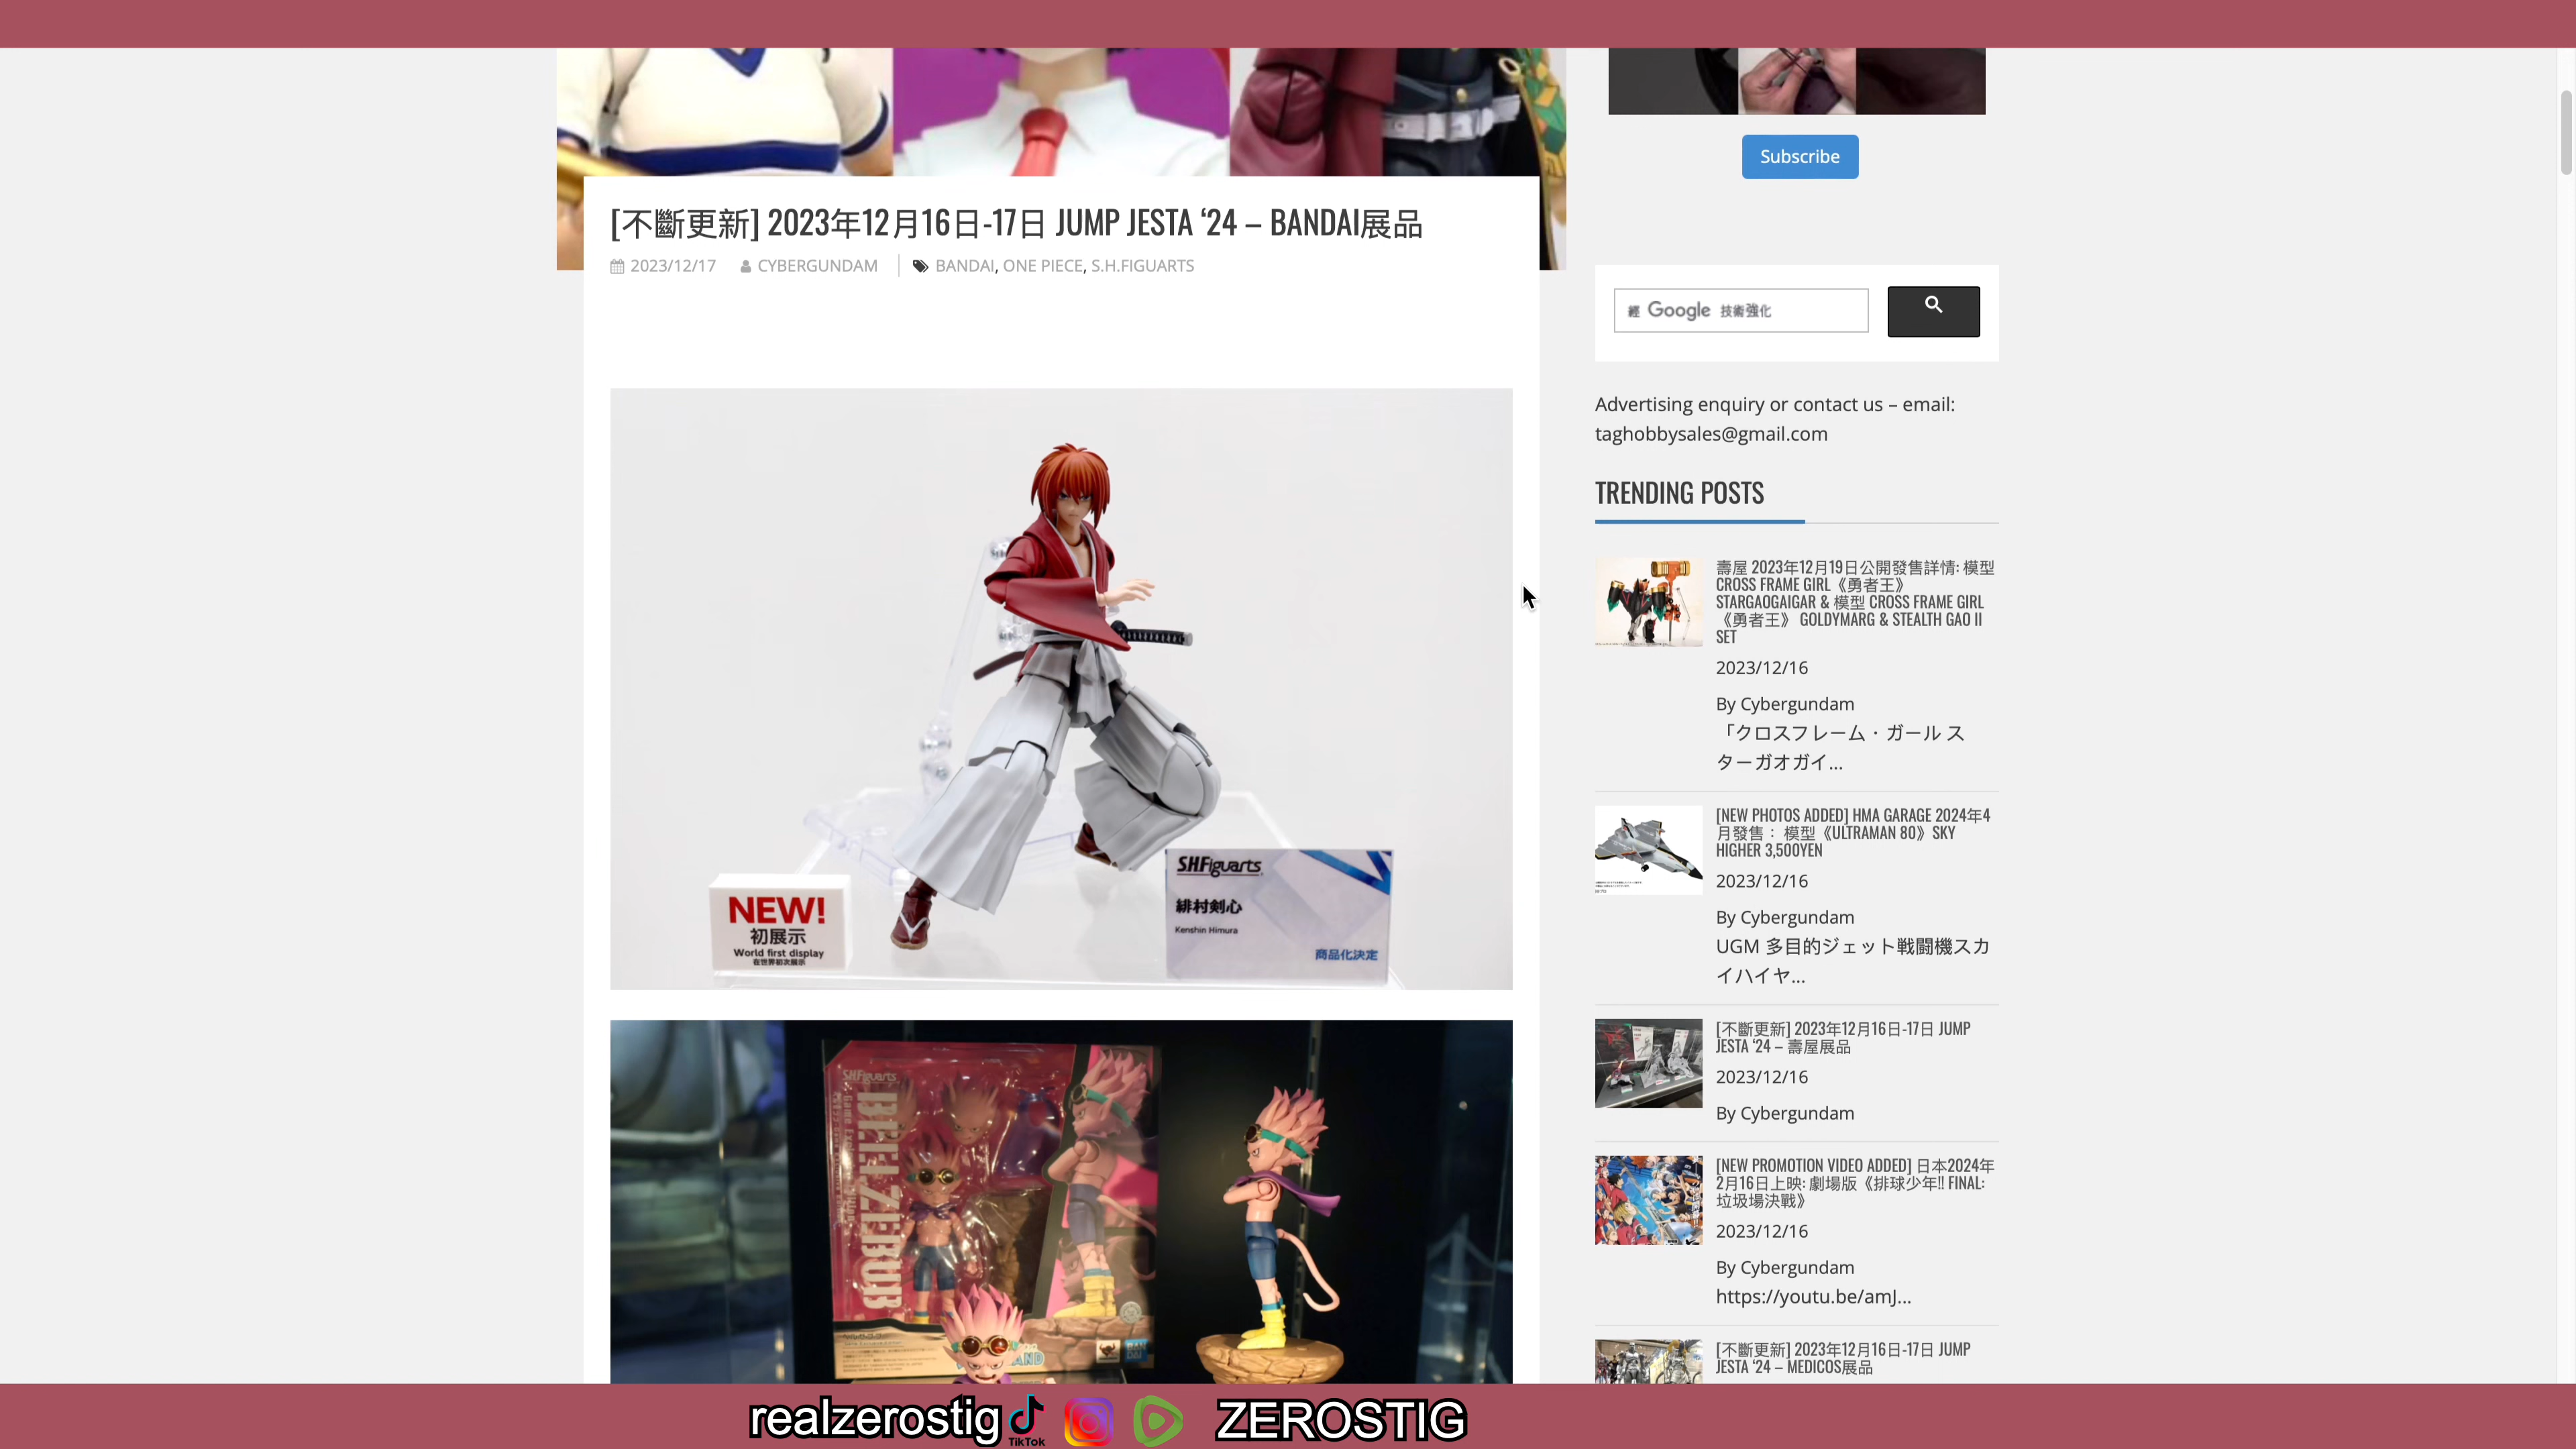 Subscribe
[不斷更新] 2023年12月16日-17日 JUMP JESTA ‘24 – BANDAI展品
2023/12/17 CYBERGUNDAM BANDAI, ONE PIECE, S.H.FIGUARTS
經 Google 技術強化
Advertising enquiry or contact us – email:
taghobbysales@gmail.com
TRENDING POSTS
壽屋 2023年12月19日公開發售詳情: 模型
CROSS FRAME GIRL《勇者王》
STARGAOGAIGAR & 模型 CROSS FRAME GIRL
《勇者王》 GOLDYMARG & STEALTH GAO II
SET
2023/12/16
By Cybergundam
「クロスフレーム・ガール ス
ターガオガイ...
[NEW PHOTOS ADDED] HMA GARAGE 2024年4
月發售： 模型《ULTRAMAN 80》SKY
HIGHER 3,500YEN
2023/12/16
By Cybergundam
UGM 多目的ジェット戦闘機スカ
イハイヤ...
[不斷更新] 2023年12月16日-17日 JUMP
JESTA ‘24 – 壽屋展品
2023/12/16
By Cybergundam
[NEW PROMOTION VIDEO ADDED] 日本2024年
2月16日上映: 劇場版《排球少年!! FINAL:
垃圾場決戰》
2023/12/16
By Cybergundam
https://youtu.be/amJ...
[不斷更新] 2023年12月16日-17日 JUMP
JESTA ‘24 – MEDICOS展品
NEW!
初展示
World first display
在世界初次展示
S.H.Figuarts
緋村剣心
Kenshin Himura
商品化決定
S.H.Figuarts
BEELZEBUB
realzerostig TikTok ZEROSTIG